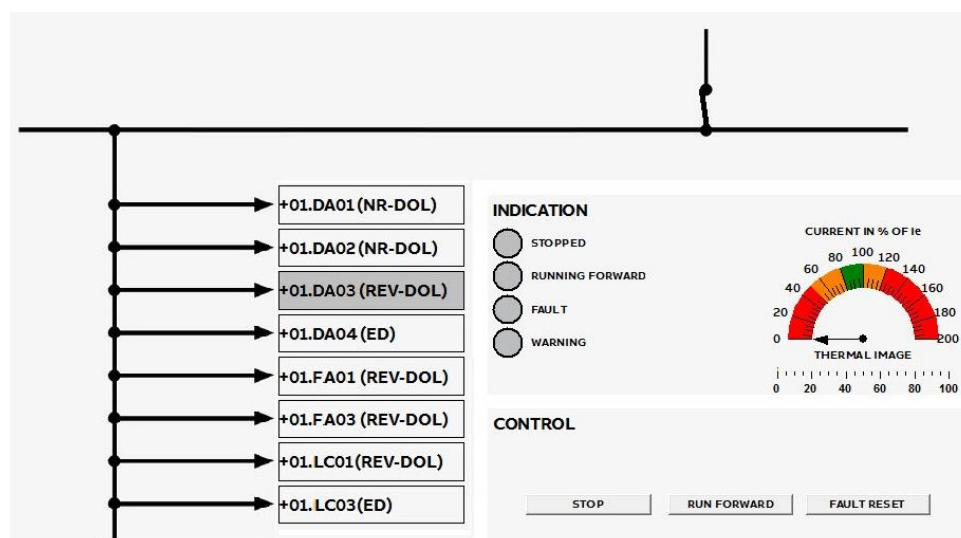 +01.DA01(NR-DOL)
+01.DA02(NR-DOL)
+01.DA03(REV-DOL)
+01.DA04(ED)
+01.FA01(REV-DOL)
+01.FA03(REV-DOL)
+01.LC01(REV-DOL)
+01.LC03(ED)
INDICATION
STOPPED
RUNNING FORWARD
FAULT
WARNING
CURRENT IN % OF Ie
0 20 40 60 80 100 120 140 160 180 200
THERMAL IMAGE
0 20 40 60 80 100
CONTROL
STOP RUN FORWARD FAULT RESET